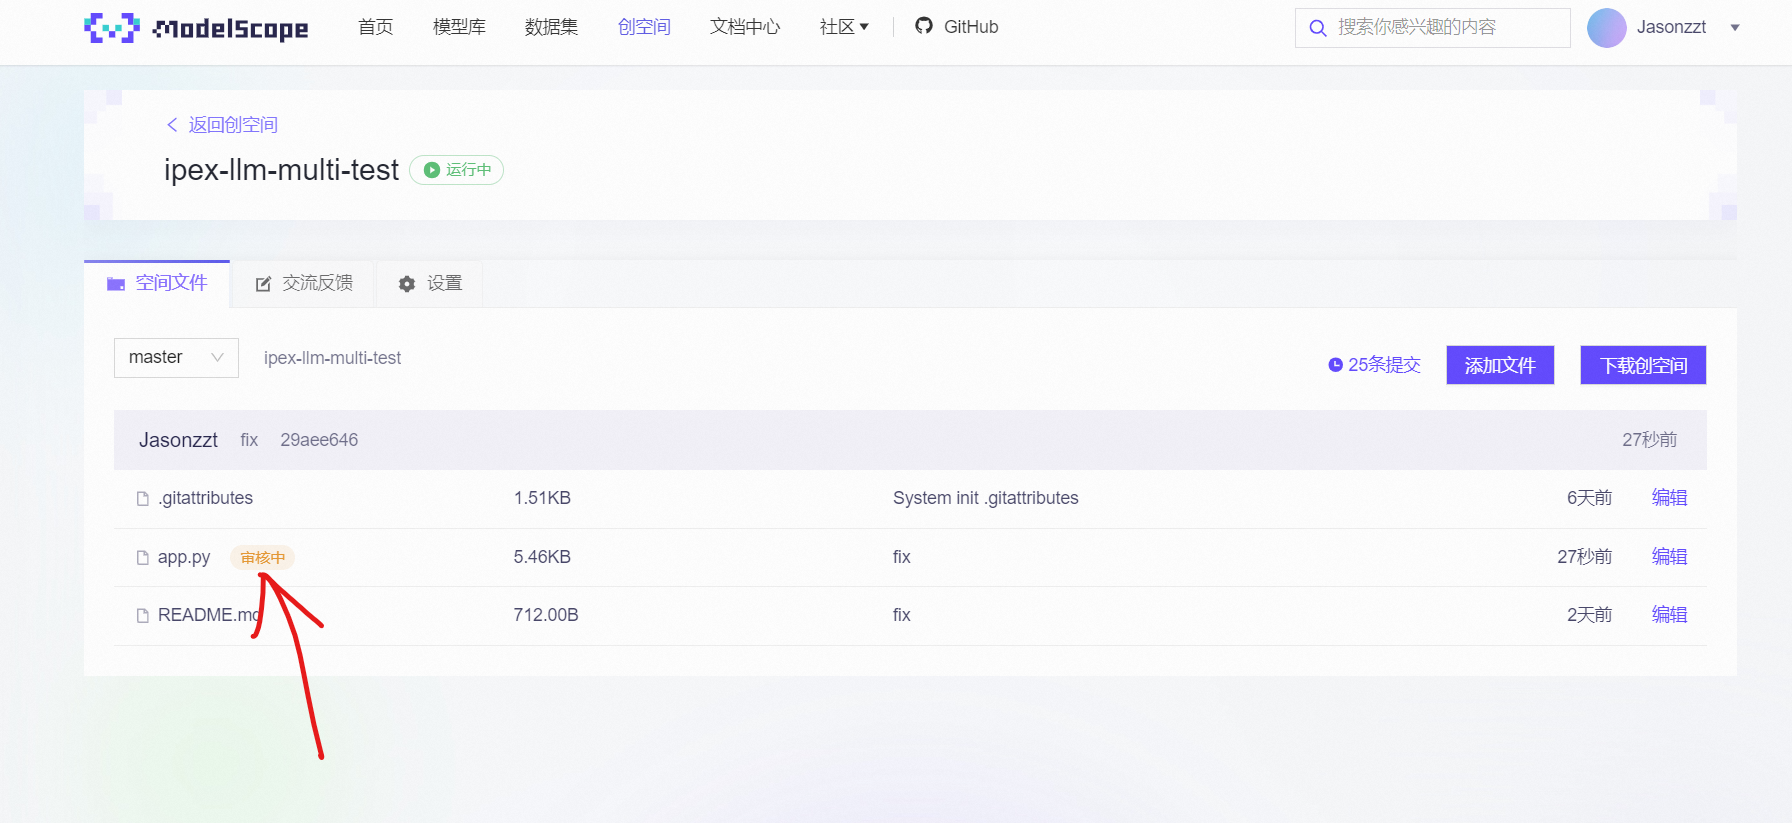 ModelScope 首页 模型库 数据集 创空间 文档中心 社区 GitHub 搜索你感兴趣的内容 Jasonzzt
返回创空间
ipex-llm-multi-test 运行中
空间文件 交流反馈 设置
master ipex-llm-multi-test 25条提交 添加文件 下载创空间
Jasonzzt fix 29aee646 27秒前
.gitattributes 1.51KB System init .gitattributes 6天前 编辑
app.py 审核中 5.46KB fix 27秒前 编辑
README.md 712.00B fix 2天前 编辑